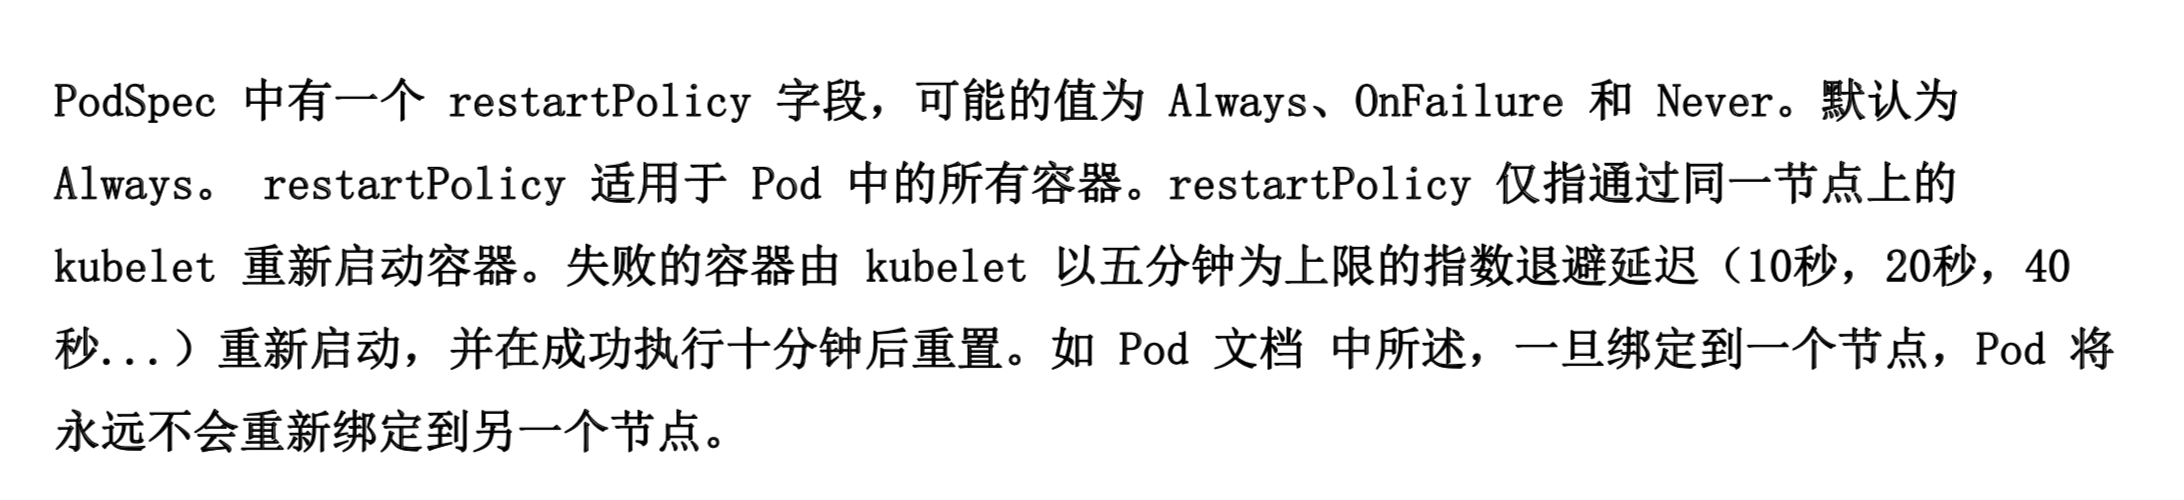 PodSpec 中有一个 restartPolicy 字段，可能的值为 Always、OnFailure 和 Never。默认为
Always。 restartPolicy 适用于 Pod 中的所有容器。restartPolicy 仅指通过同一节点上的
kubelet 重新启动容器。失败的容器由 kubelet 以五分钟为上限的指数退避延迟（10秒，20秒，40
秒...）重新启动，并在成功执行十分钟后重置。如 Pod 文档 中所述，一旦绑定到一个节点，Pod 将
永远不会重新绑定到另一个节点。